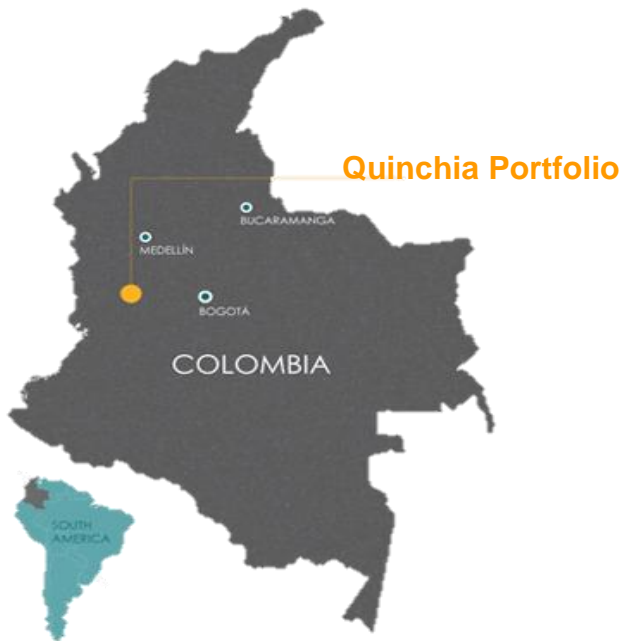 Quinchia Portfolio
BUCARAMANGA
MEDELLÍN
BOGOTÁ
COLOMBIA
SOUTH
AMERICA